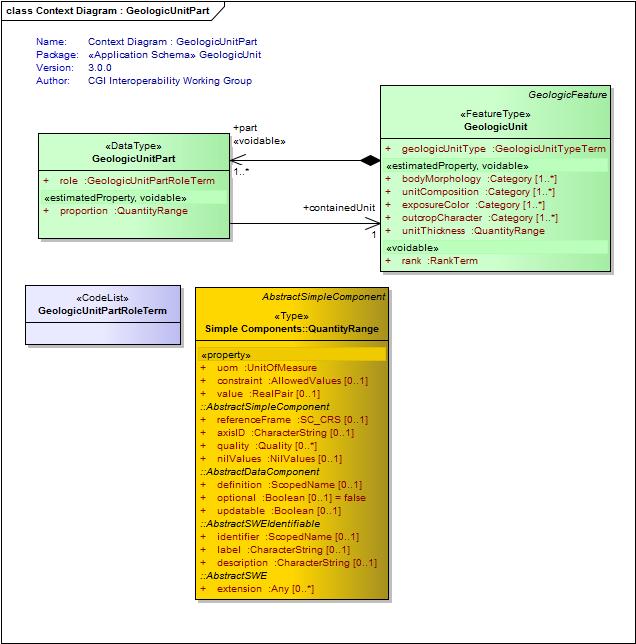 class Context Diagram : GeologicUnitPart
Name: Context Diagram : GeologicUnitPart
Package: «Application Schema» GeologicUnit
Version: 3.0.0
Author: CGI Interoperability Working Group
GeologicFeature
«FeatureType»
GeologicUnit
+ geologicUnitType :GeologicUnitTypeTerm
«estimatedProperty, voidable»
+ bodyMorphology :Category [1..*]
+ unitComposition :Category [1..*]
+ exposureColor :Category [1..*]
+ outcropCharacter :Category [1..*]
+ unitThickness :QuantityRange
«voidable»
+ rank :RankTerm
+part
«voidable»
1..*
+containedUnit
1
«DataType»
GeologicUnitPart
+ role :GeologicUnitPartRoleTerm
«estimatedProperty, voidable»
+ proportion :QuantityRange
«CodeList»
GeologicUnitPartRoleTerm
AbstractSimpleComponent
«Type»
Simple Components::QuantityRange
«property»
+ uom :UnitOfMeasure
+ constraint :AllowedValues [0..1]
+ value :RealPair [0..1]
::AbstractSimpleComponent
+ referenceFrame :SC_CRS [0..1]
+ axisID :CharacterString [0..1]
+ quality :Quality [0..*]
+ nilValues :NilValues [0..1]
::AbstractDataComponent
+ definition :ScopedName [0..1]
+ optional :Boolean [0..1] = false
+ updatable :Boolean [0..1]
::AbstractSWEIdentifiable
+ identifier :ScopedName [0..1]
+ label :CharacterString [0..1]
+ description :CharacterString [0..1]
::AbstractSWE
+ extension :Any [0..*]